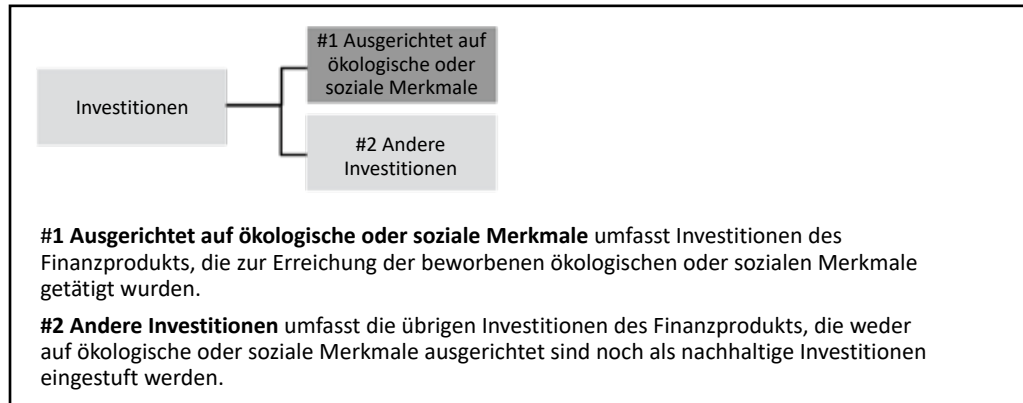 #1 Ausgerichtet auf
ökologische oder
soziale Merkmale
Investitionen
#2 Andere
Investitionen
#1 Ausgerichtet auf ökologische oder soziale Merkmale umfasst Investitionen des
Finanzprodukts, die zur Erreichung der beworbenen ökologischen oder sozialen Merkmale
getätigt wurden.
#2 Andere Investitionen umfasst die übrigen Investitionen des Finanzprodukts, die weder
auf ökologische oder soziale Merkmale ausgerichtet sind noch als nachhaltige Investitionen
eingestuft werden.